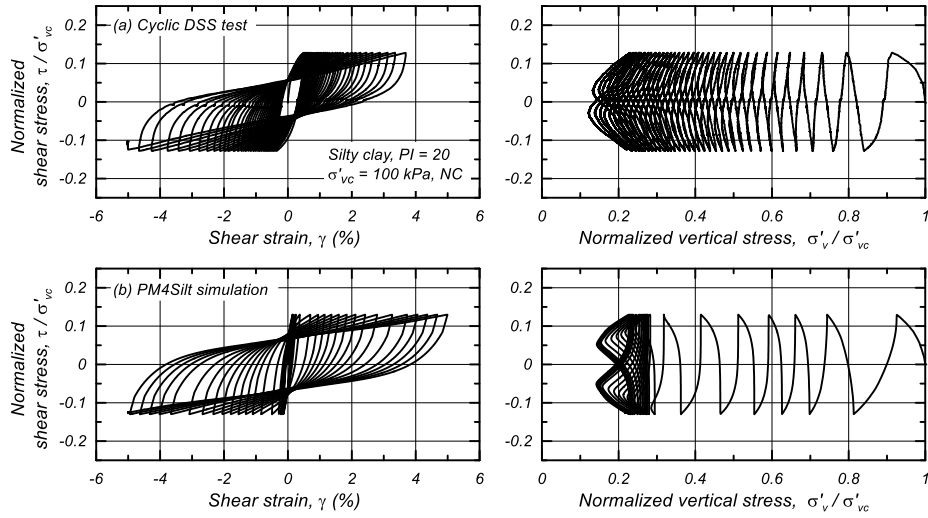 (a) Cyclic DSS test
Normalized
shear stress, τ / σ'vc
0.2
0.1
0
-0.1
-0.2
Silty clay, PI = 20
σ'vc = 100 kPa, NC
-6 -4 -2 0 2 4 6
Shear strain, γ (%)
0.2
0.1
0
-0.1
-0.2
0 0.2 0.4 0.6 0.8 1
Normalized vertical stress, σ'v / σ'vc
(b) PM4Silt simulation
Normalized
shear stress, τ / σ'vc
0.2
0.1
0
-0.1
-0.2
-6 -4 -2 0 2 4 6
Shear strain, γ (%)
0.2
0.1
0
-0.1
-0.2
0 0.2 0.4 0.6 0.8 1
Normalized vertical stress, σ'v / σ'vc